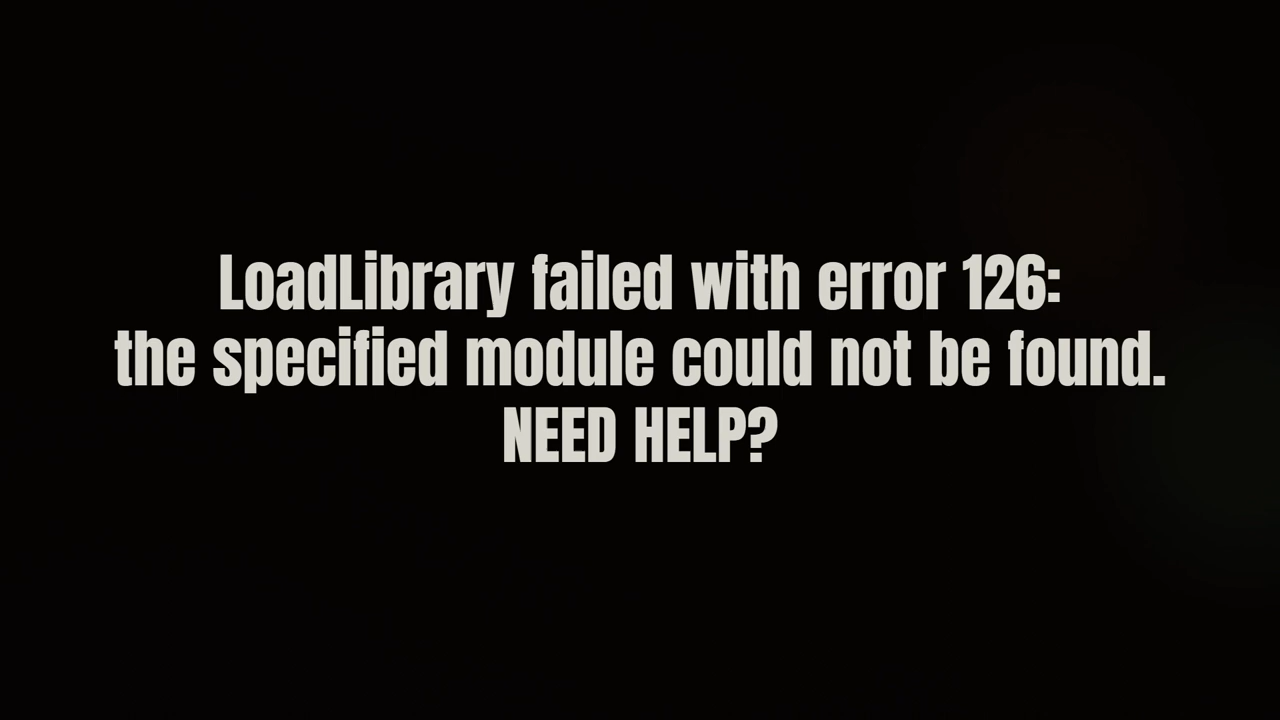 LoadLibrary failed with error 126:
the specified module could not be found.
NEED HELP?